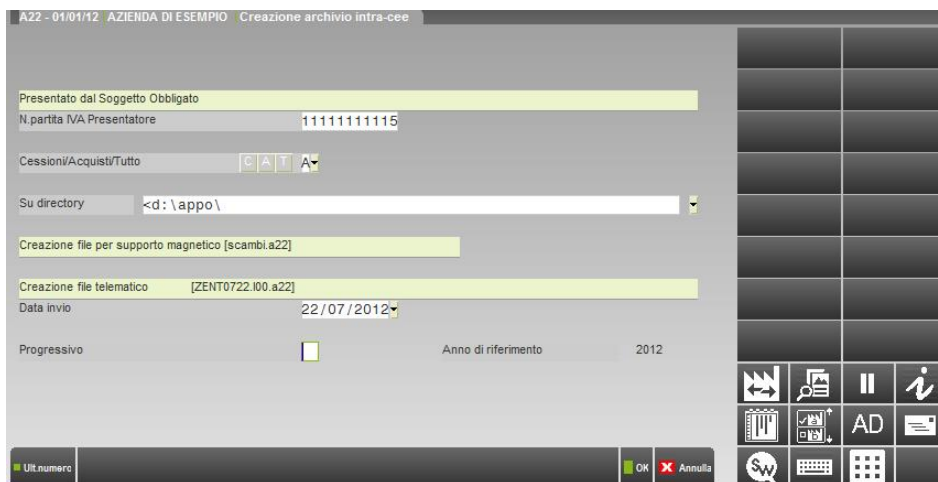 A22 - 01/01/12 AZIENDA DI ESEMPIO Creazione archivio intra-cee
Presentato dal Soggetto Obbligato
N.partita IVA Presentatore 11111111115
Cessioni/Acquisti/Tutto C A T A
Su directory <d:\appo\
Creazione file per supporto magnetico [scambi.a22]
Creazione file telematico [ZENT0722.I00.a22]
Data invio 22/07/2012
Progressivo Anno di riferimento 2012
AD
SW
Ult.numero OK X Annulla